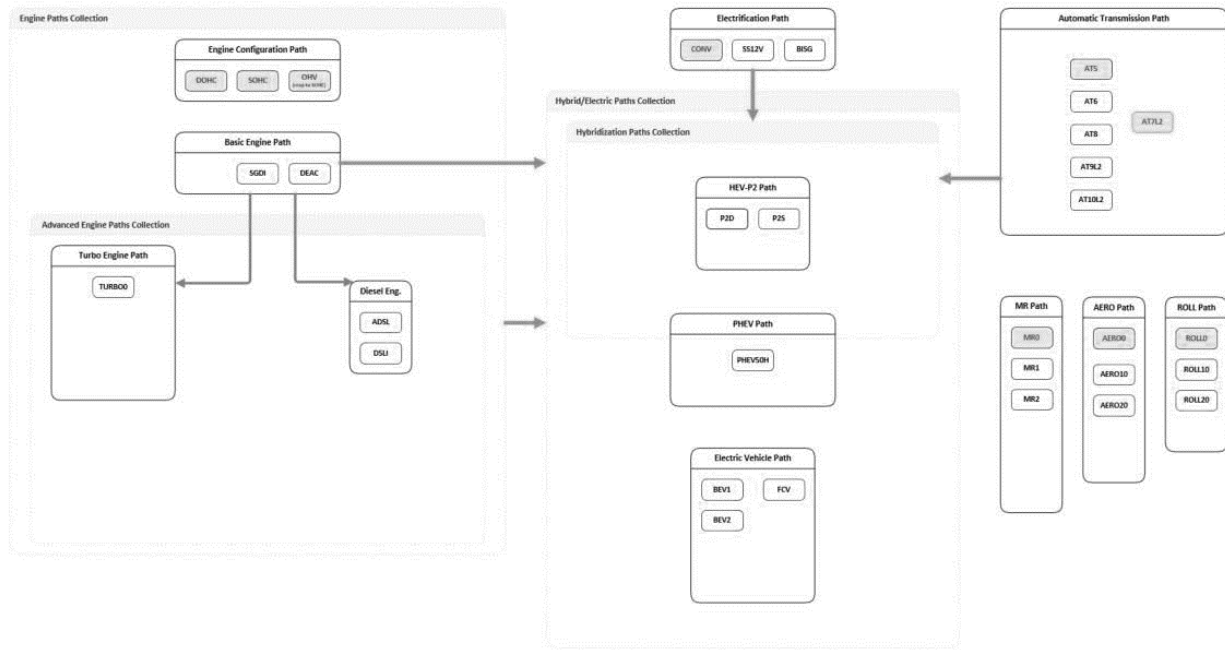 Engine Paths Collection
Engine Configuration Path
DOHC
SOHC
OHV
(maps to SOHC)
Basic Engine Path
SGDI
DEAC
Advanced Engine Paths Collection
Turbo Engine Path
TURBO0
Diesel Eng.
ADSL
DSLI
Electrification Path
CONV
SS12V
BISG
Hybrid/Electric Paths Collection
Hybridization Paths Collection
HEV-P2 Path
P2D
P2S
PHEV Path
PHEV50H
Electric Vehicle Path
BEV1
FCV
BEV2
Automatic Transmission Path
AT5
AT6
AT7L2
AT8
AT9L2
AT10L2
MR Path
MR0
MR1
MR2
AERO Path
AERO0
AERO10
AERO20
ROLL Path
ROLL0
ROLL10
ROLL20